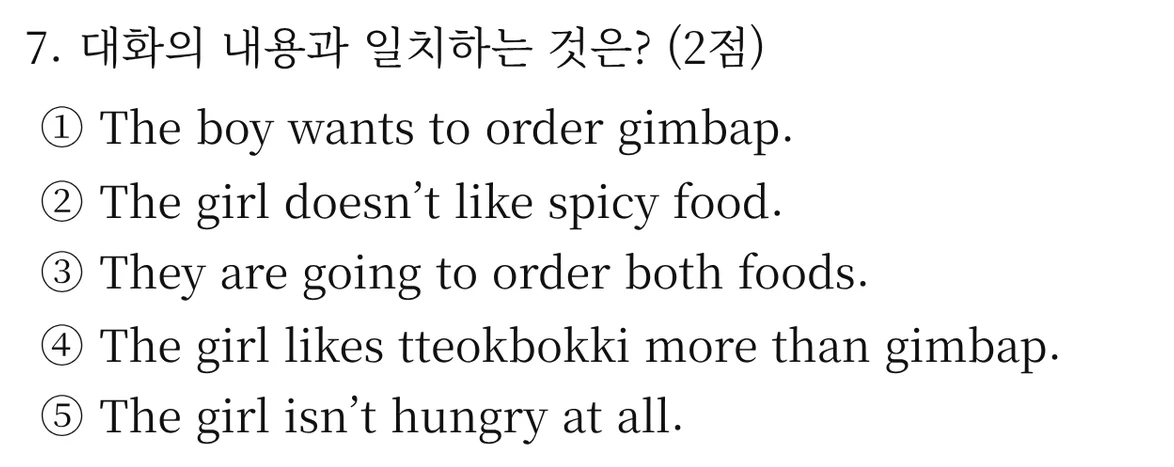 7. 대화의 내용과 일치하는 것은? (2점)
① The boy wants to order gimbap.
② The girl doesn’t like spicy food.
③ They are going to order both foods.
④ The girl likes tteokbokki more than gimbap.
⑤ The girl isn’t hungry at all.